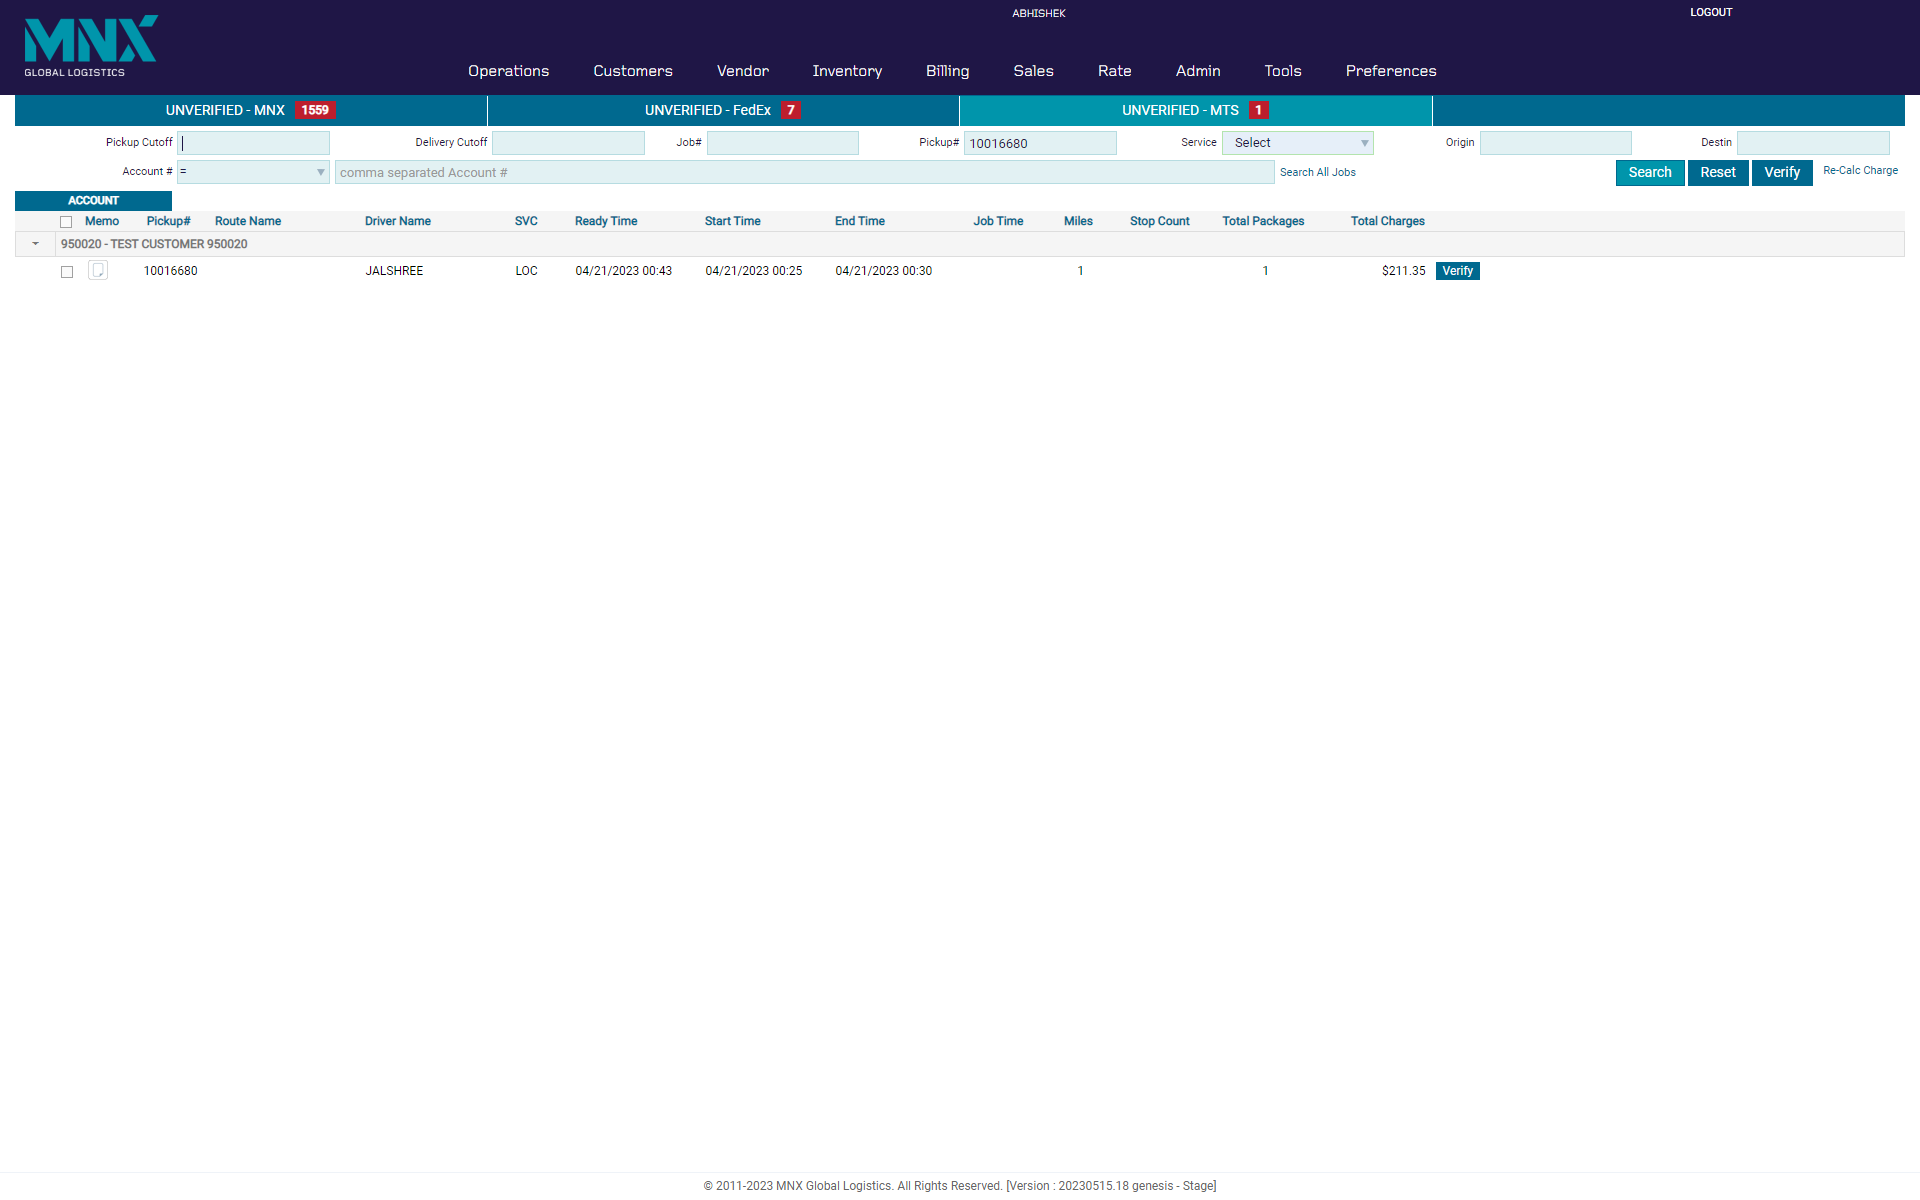 MNX
GLOBAL LOGISTICS
ABHISHEK
LOGOUT
Operations Customers Vendor Inventory Billing Sales Rate Admin Tools Preferences
UNVERIFIED - MNX 1559 UNVERIFIED - FedEx 7 UNVERIFIED - MTS 1
Pickup Cutoff Delivery Cutoff Job# Pickup# 10016680 Service Select Origin Destin
Account # = comma separated Account # Search All Jobs Search Reset Verify Re-Calc Charge
ACCOUNT
Memo Pickup# Route Name Driver Name SVC Ready Time Start Time End Time Job Time Miles Stop Count Total Packages Total Charges
950020 - TEST CUSTOMER 950020
10016680 JALSHREE LOC 04/21/2023 00:43 04/21/2023 00:25 04/21/2023 00:30 1 1 $211.35 Verify
© 2011-2023 MNX Global Logistics. All Rights Reserved. [Version : 20230515.18 genesis - Stage]